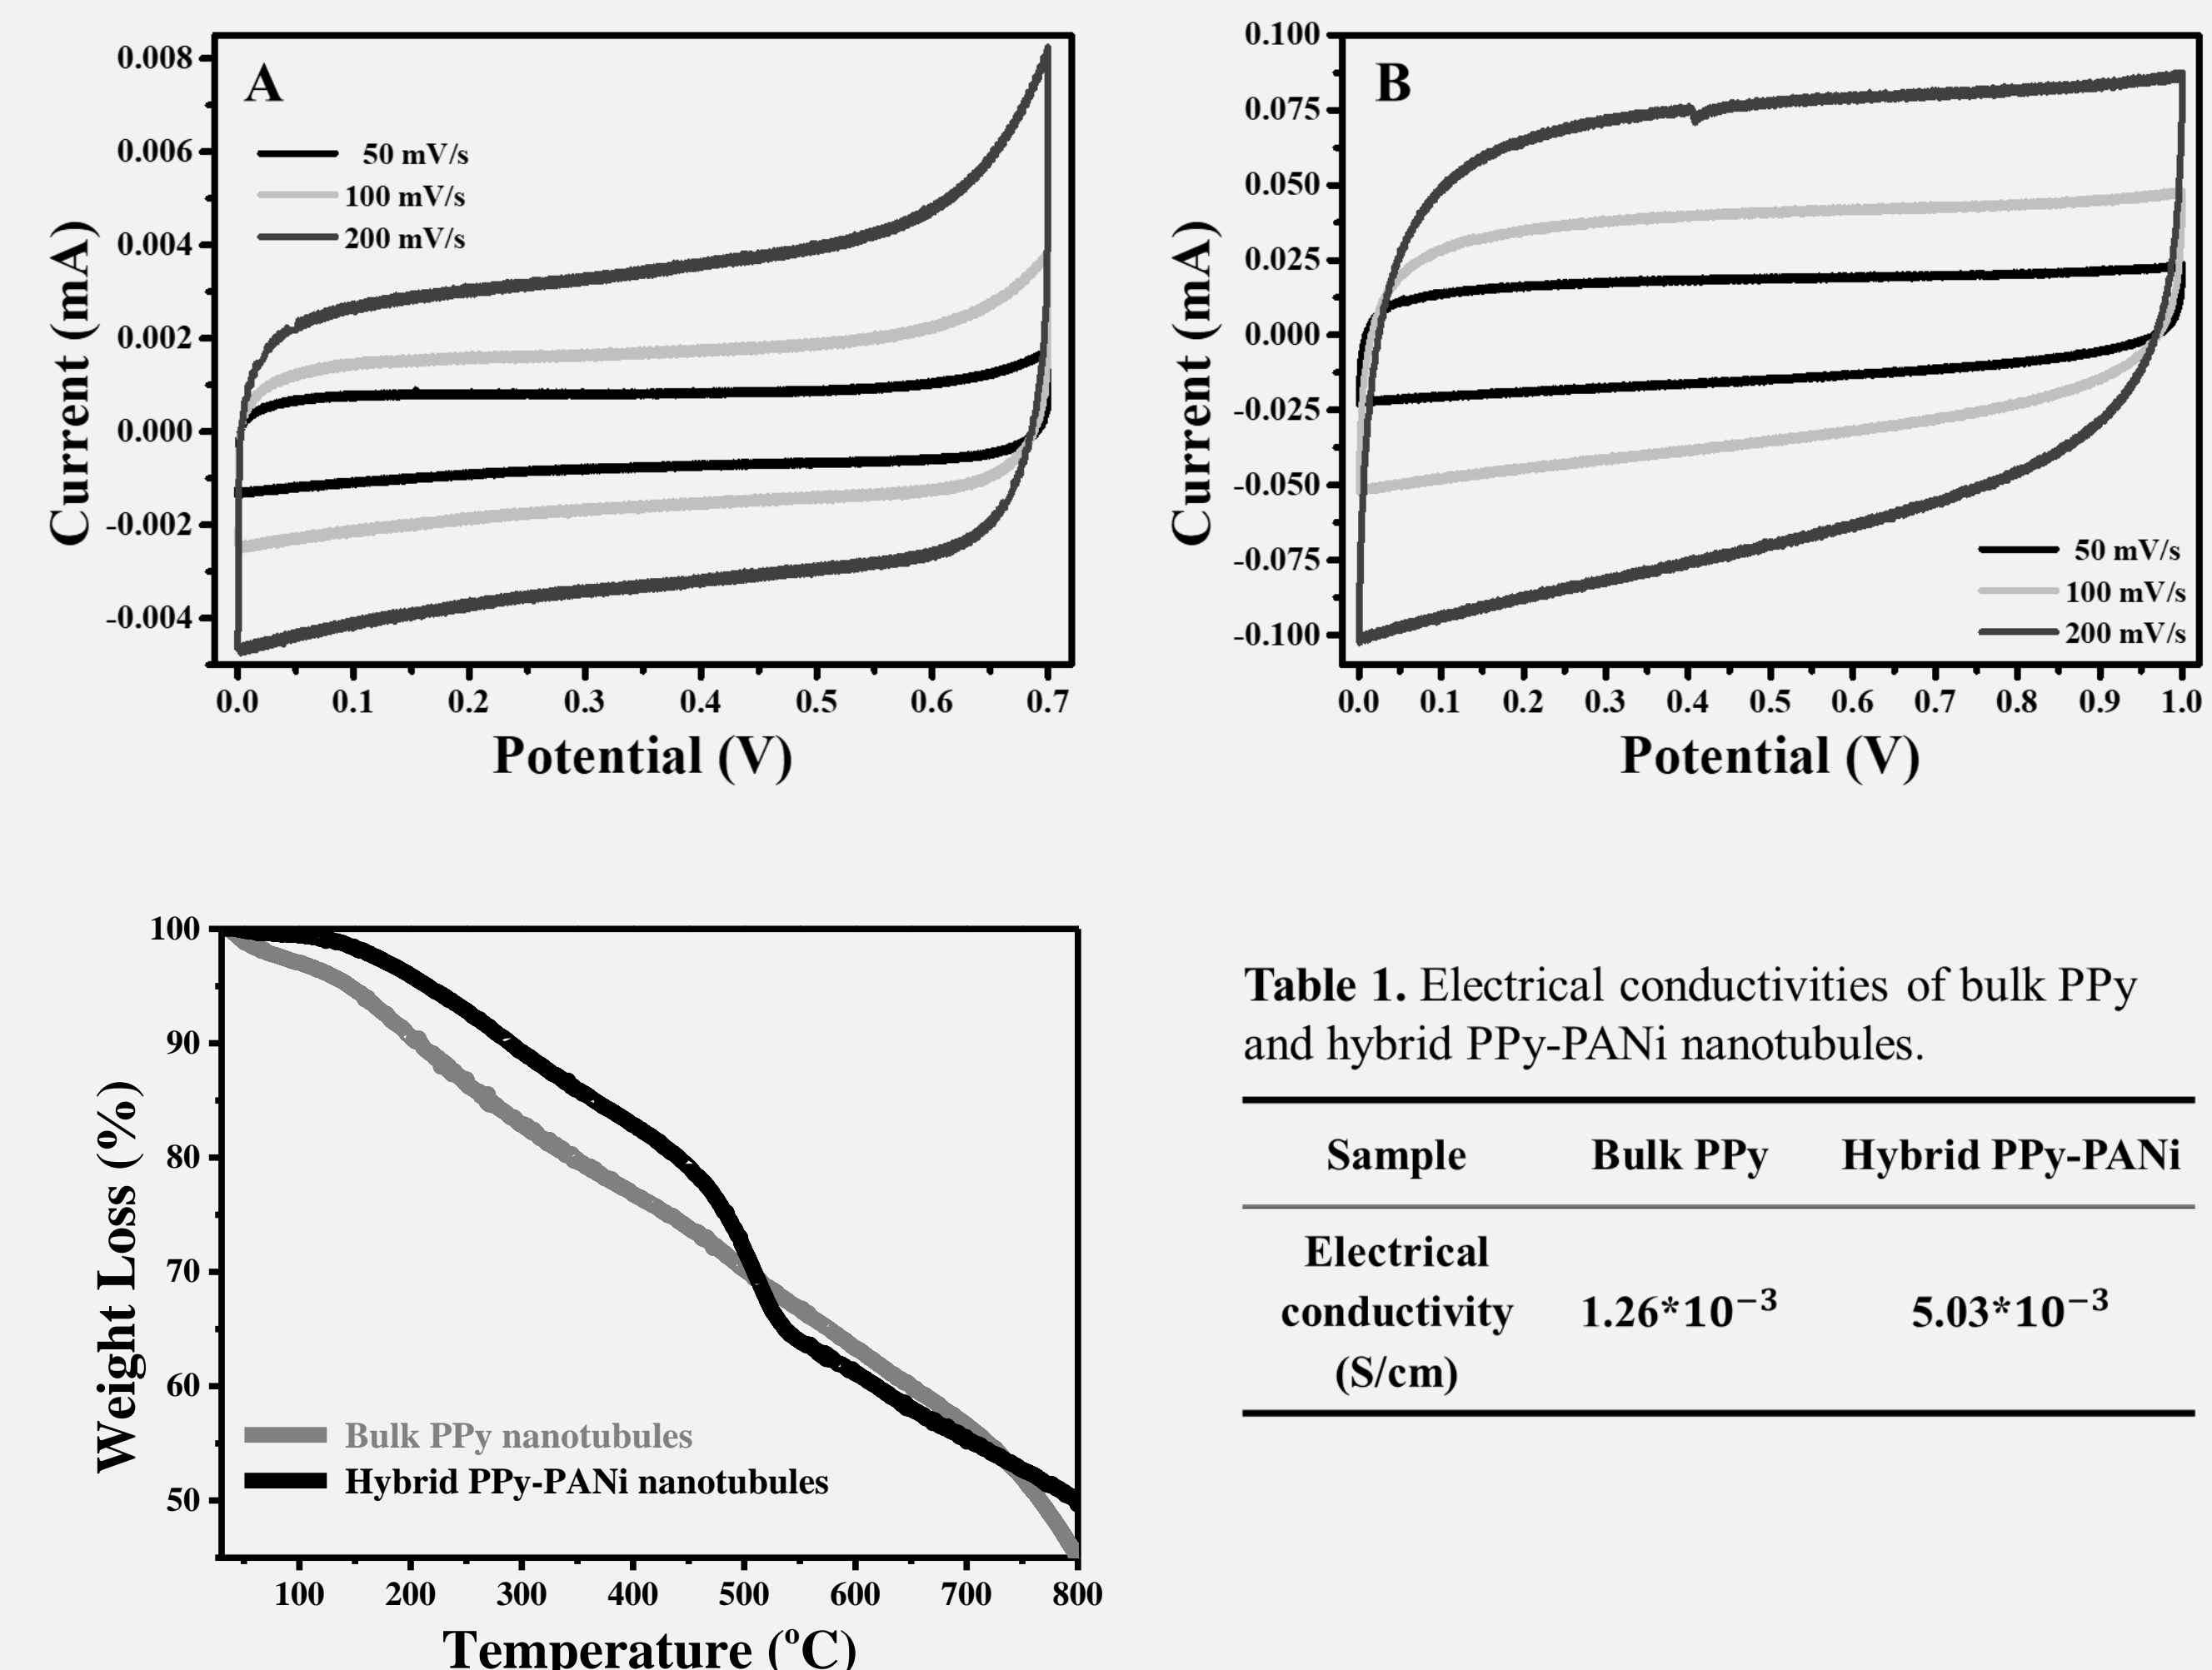 A
0.008
0.006
0.004
0.002
0.000
-0.002
-0.004
Current (mA)
50 mV/s
100 mV/s
200 mV/s
0.0 0.1 0.2 0.3 0.4 0.5 0.6 0.7
Potential (V)
B
0.100
0.075
0.050
0.025
0.000
-0.025
-0.050
-0.075
-0.100
Current (mA)
50 mV/s
100 mV/s
200 mV/s
0.0 0.1 0.2 0.3 0.4 0.5 0.6 0.7 0.8 0.9 1.0
Potential (V)
100
90
80
70
60
50
Weight Loss (%)
Bulk PPy nanotubules
Hybrid PPy-PANi nanotubules
100 200 300 400 500 600 700 800
Temperature (ºC)
Table 1. Electrical conductivities of bulk PPy
and hybrid PPy-PANi nanotubules.
Sample Bulk PPy Hybrid PPy-PANi
Electrical
conductivity 1.26*10⁻³ 5.03*10⁻³
(S/cm)